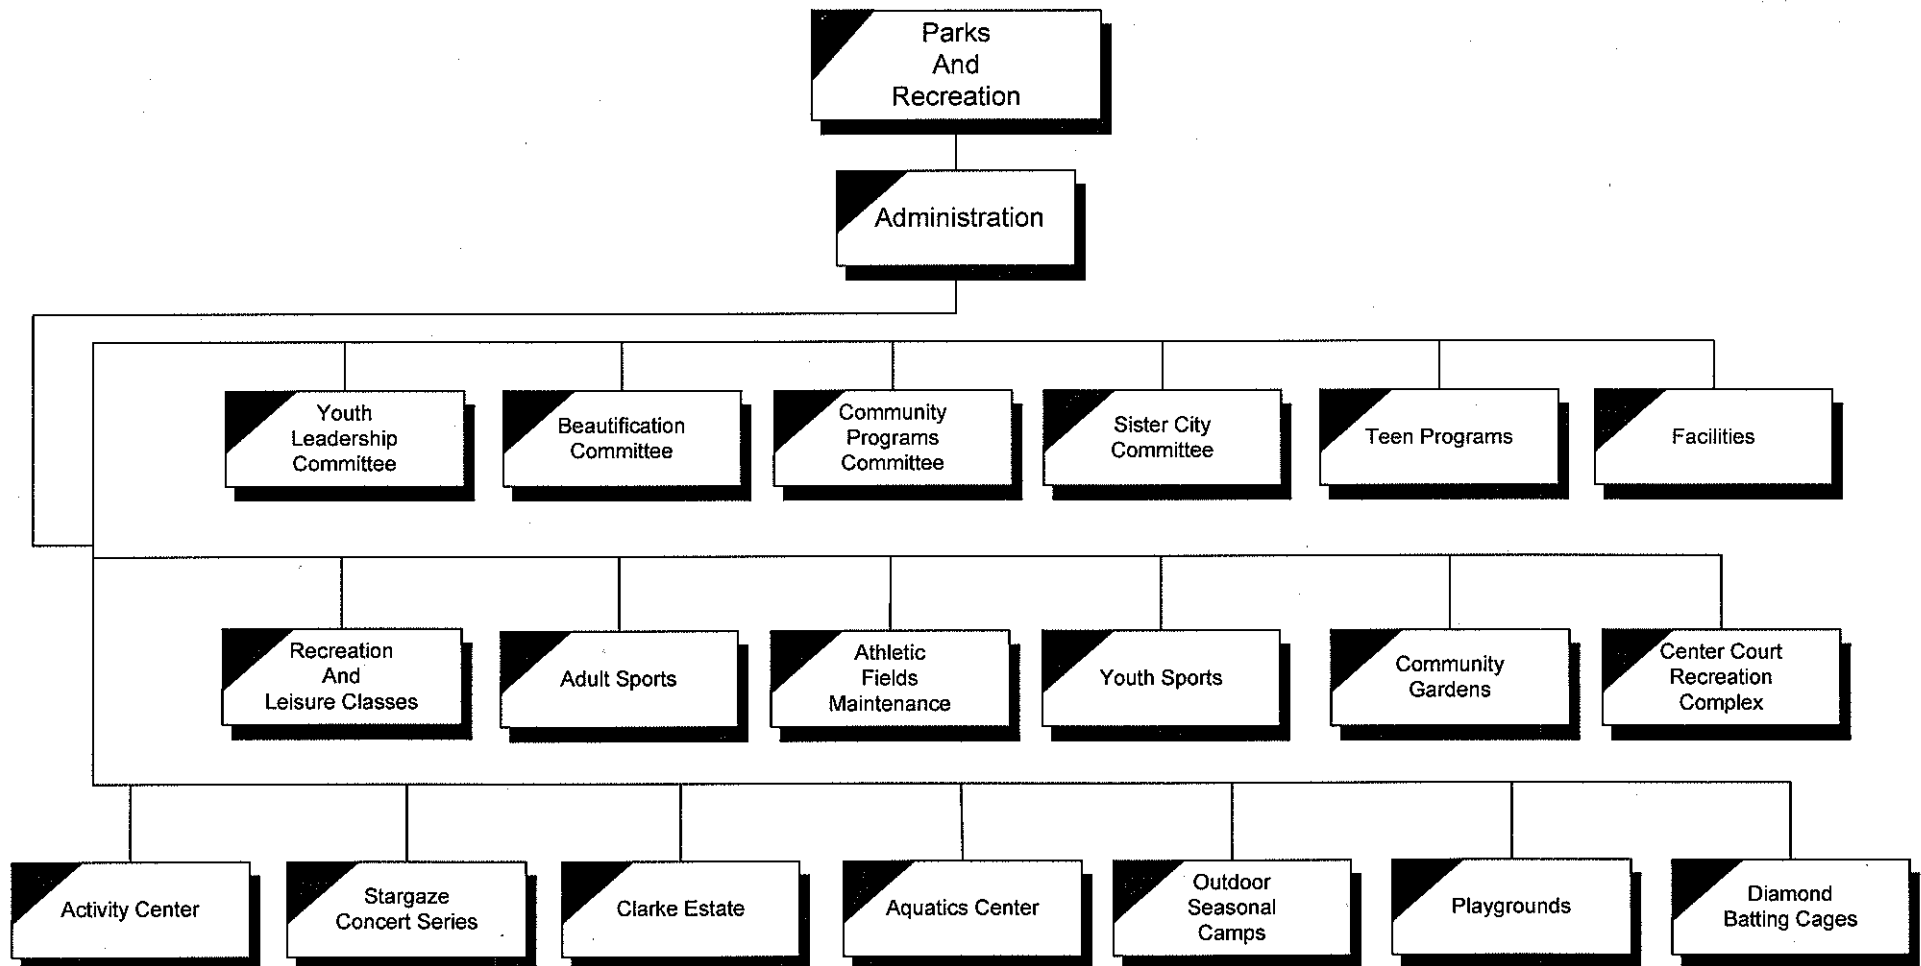 Parks
And
Recreation
Administration
Youth
Leadership
Committee
Beautification
Committee
Community
Programs
Committee
Sister City
Committee
Teen Programs
Facilities
Recreation
And
Leisure Classes
Adult Sports
Athletic
Fields
Maintenance
Youth Sports
Community
Gardens
Center Court
Recreation
Complex
Activity Center
Stargaze
Concert Series
Clarke Estate
Aquatics Center
Outdoor
Seasonal
Camps
Playgrounds
Diamond
Batting Cages